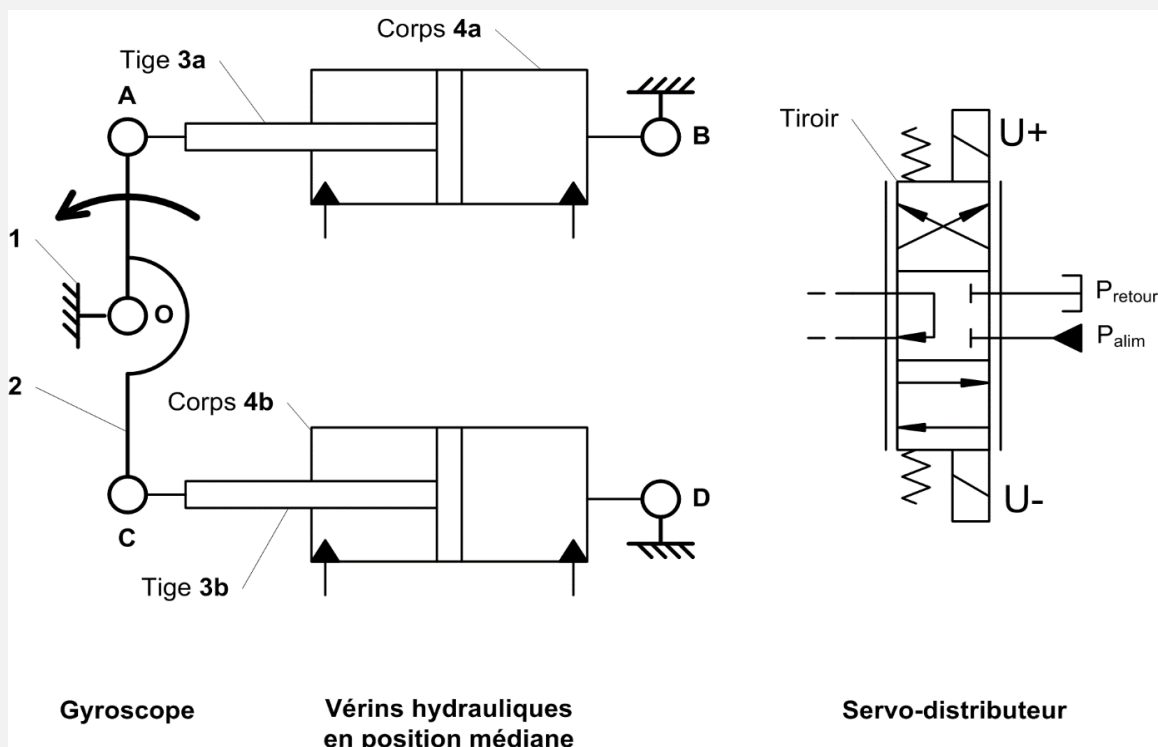 Corps 4a
Tige 3a
A
B
Tiroir
U+
1
O
P retour
P alim
2
Corps 4b
C
D
U-
Tige 3b
Gyroscope
Vérins hydrauliques
en position médiane
Servo-distributeur